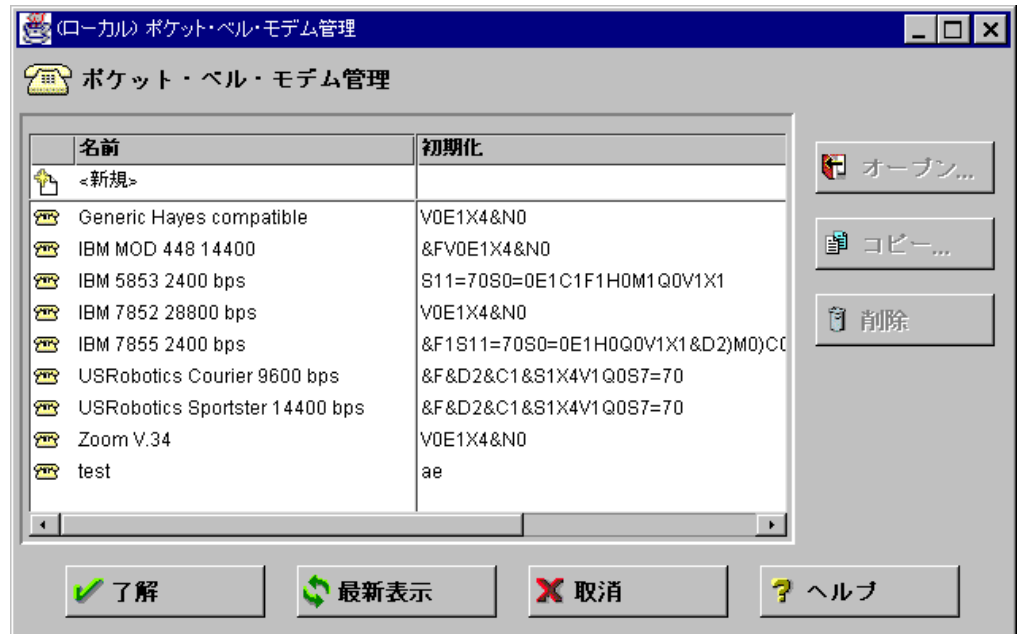 (ローカル) ポケット・ベル・モデム管理
ポケット・ベル・モデム管理
名前 初期化
<新規>
Generic Hayes compatible V0E1X4&N0
IBM MOD 448 14400 &FV0E1X4&N0
IBM 5853 2400 bps S11=70S0=0E1C1F1H0M1Q0V1X1
IBM 7852 28800 bps V0E1X4&N0
IBM 7855 2400 bps &F1S11=70S0=0E1H0Q0V1X1&D2)M0)C0
USRobotics Courier 9600 bps &F&D2&C1&S1X4V1Q0S7=70
USRobotics Sportster 14400 bps &F&D2&C1&S1X4V1Q0S7=70
Zoom V.34 V0E1X4&N0
test ae
オープン...
コピー...
削除
了解 最新表示 取消 ヘルプ